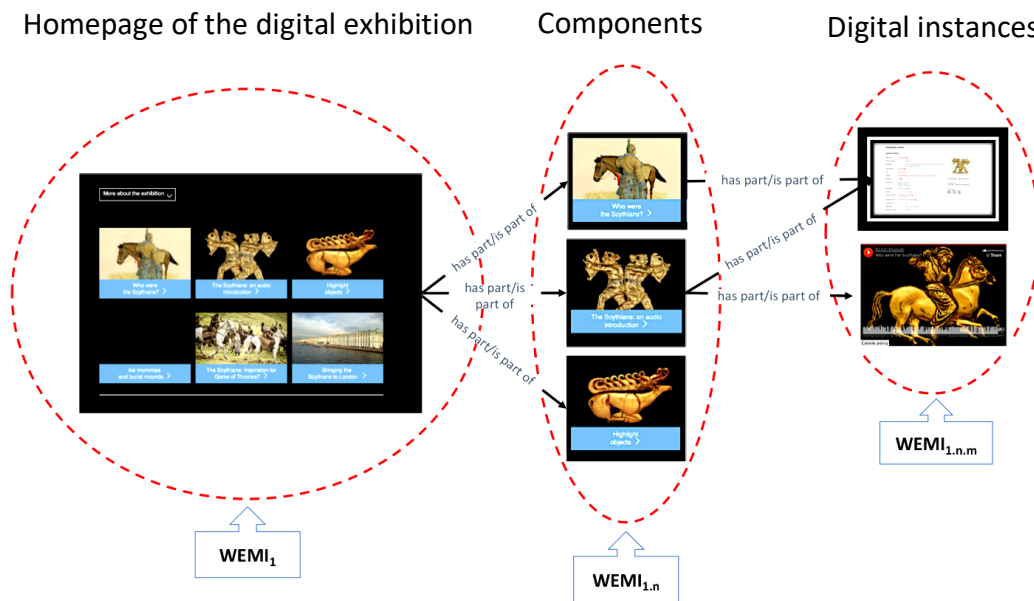 Homepage of the digital exhibition
Components
Digital instances
More about the exhibition
Who were
the Scythians? >
The Scythians: an audio
introduction >
Highlight
objects >
Ice mummies
and burial mounds >
The Scythians: inspiration for
Game of Thrones? >
Bringing the
Scythians to London >
has part/is part of
has part/is
part of
has part/is part of
Who were
the Scythians? >
The Scythians: an audio
introduction >
Highlight
objects >
has part/is part of
has part/is part of
has part/is part of
British Museum
Who were the Scythians?
Share
Cookie policy
WEMI1
WEMI1.n
WEMI1.n.m